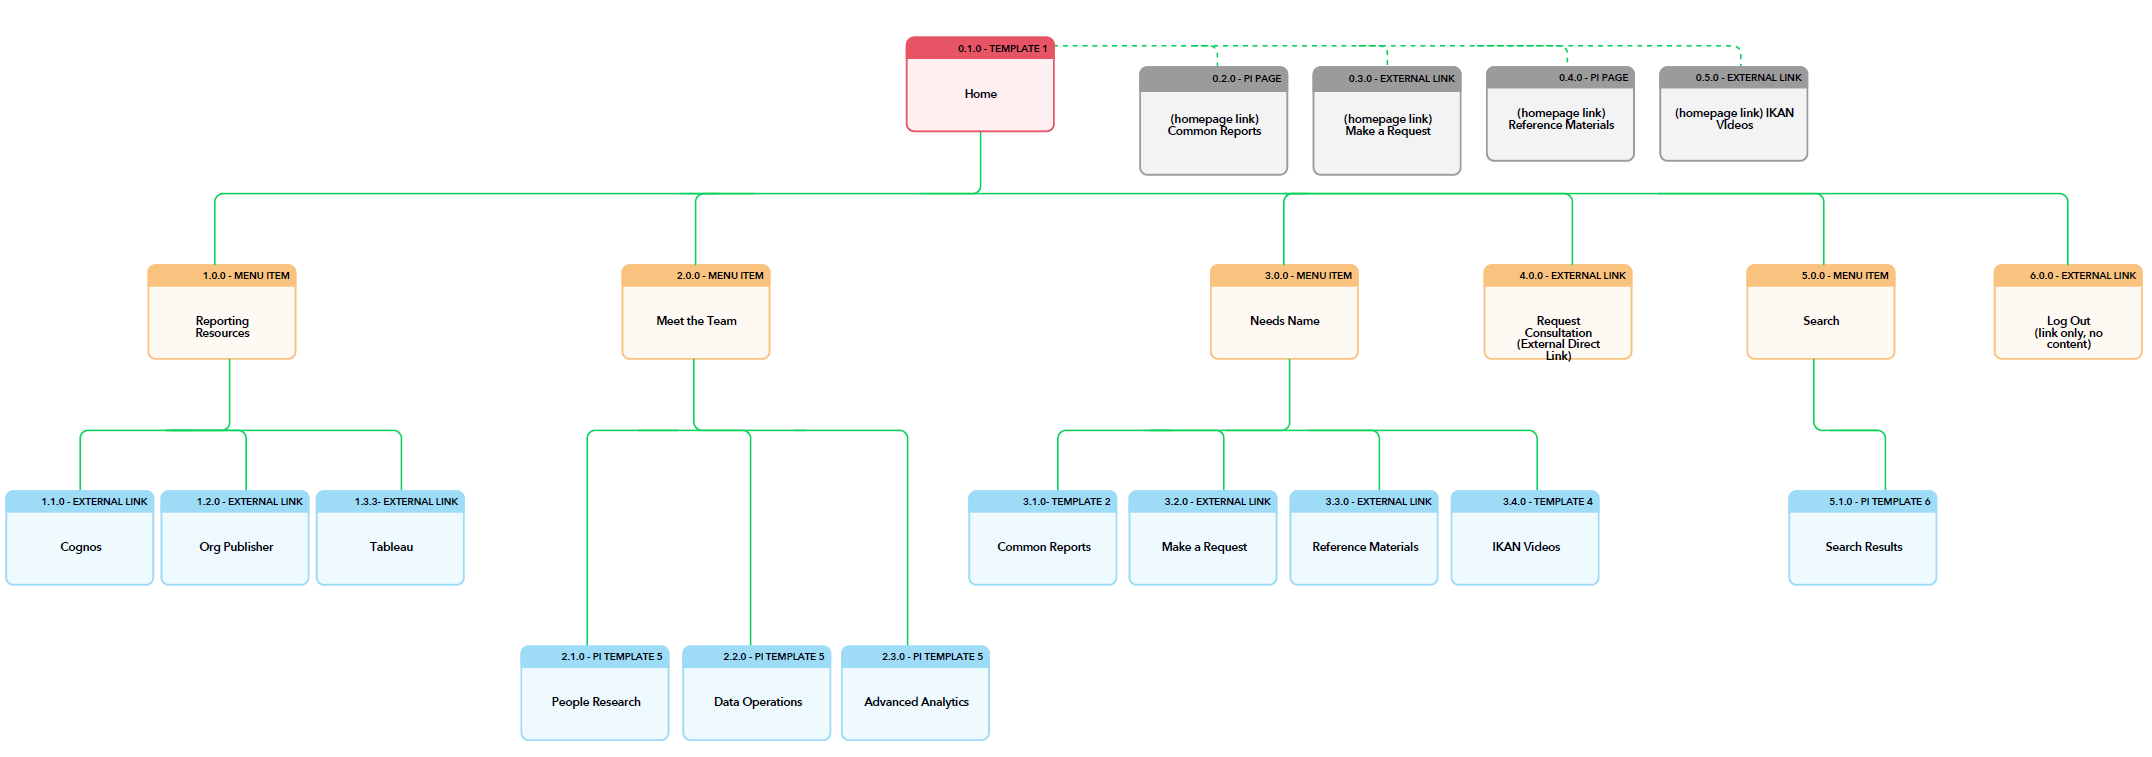 0.1.0 - TEMPLATE 1
Home
0.2.0 - PI PAGE
(homepage link)
Common Reports
0.3.0 - EXTERNAL LINK
(homepage link)
Make a Request
0.4.0 - PI PAGE
(homepage link)
Reference Materials
0.5.0 - EXTERNAL LINK
(homepage link) IKAN
VIdeos
1.0.0 - MENU ITEM
Reporting
Resources
2.0.0 - MENU ITEM
Meet the Team
3.0.0 - MENU ITEM
Needs Name
4.0.0 - EXTERNAL LINK
Request
Consultation
(External Direct
Link)
5.0.0 - MENU ITEM
Search
6.0.0 - EXTERNAL LINK
Log Out
(link only, no
content)
1.1.0 - EXTERNAL LINK
Cognos
1.2.0 - EXTERNAL LINK
Org Publisher
1.3.3- EXTERNAL LINK
Tableau
3.1.0- TEMPLATE 2
Common Reports
3.2.0 - EXTERNAL LINK
Make a Request
3.3.0 - EXTERNAL LINK
Reference Materials
3.4.0 - TEMPLATE 4
IKAN Videos
5.1.0 - PI TEMPLATE 6
Search Results
2.1.0 - PI TEMPLATE 5
People Research
2.2.0 - PI TEMPLATE 5
Data Operations
2.3.0 - PI TEMPLATE 5
Advanced Analytics